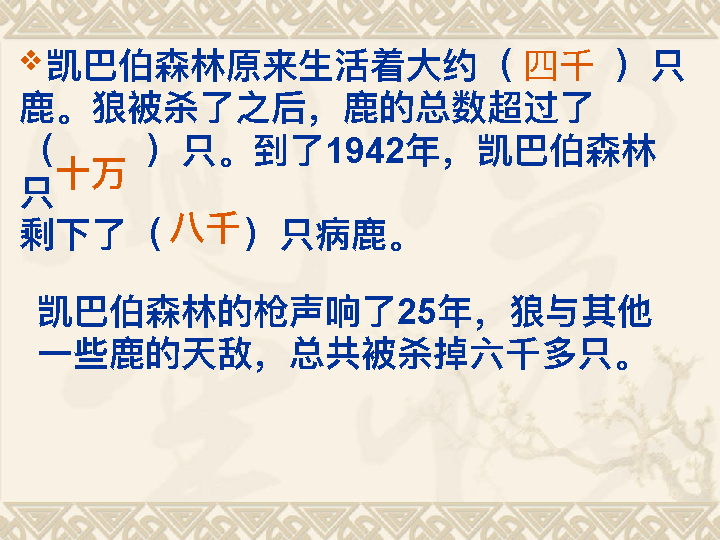 ❖凯巴伯森林原来生活着大约（ 四千 ）只
鹿。狼被杀了之后，鹿的总数超过了
（十万）只。到了1942年，凯巴伯森林
只
剩下了（八千）只病鹿。
凯巴伯森林的枪声响了25年，狼与其他
一些鹿的天敌，总共被杀掉六千多只。